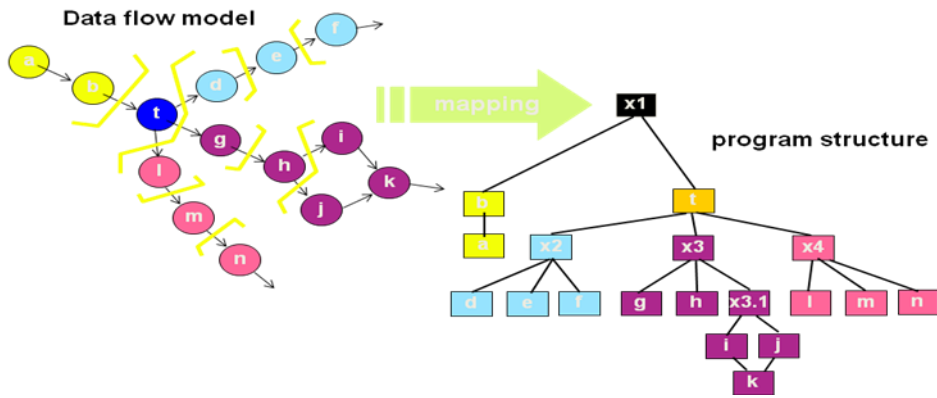 Data flow model
a
b
t
d
e
f
g
h
i
j
k
l
m
n
mapping
program structure
x1
b
t
a
x2
x3
x4
d
e
f
g
h
x3.1
l
m
n
i
j
k